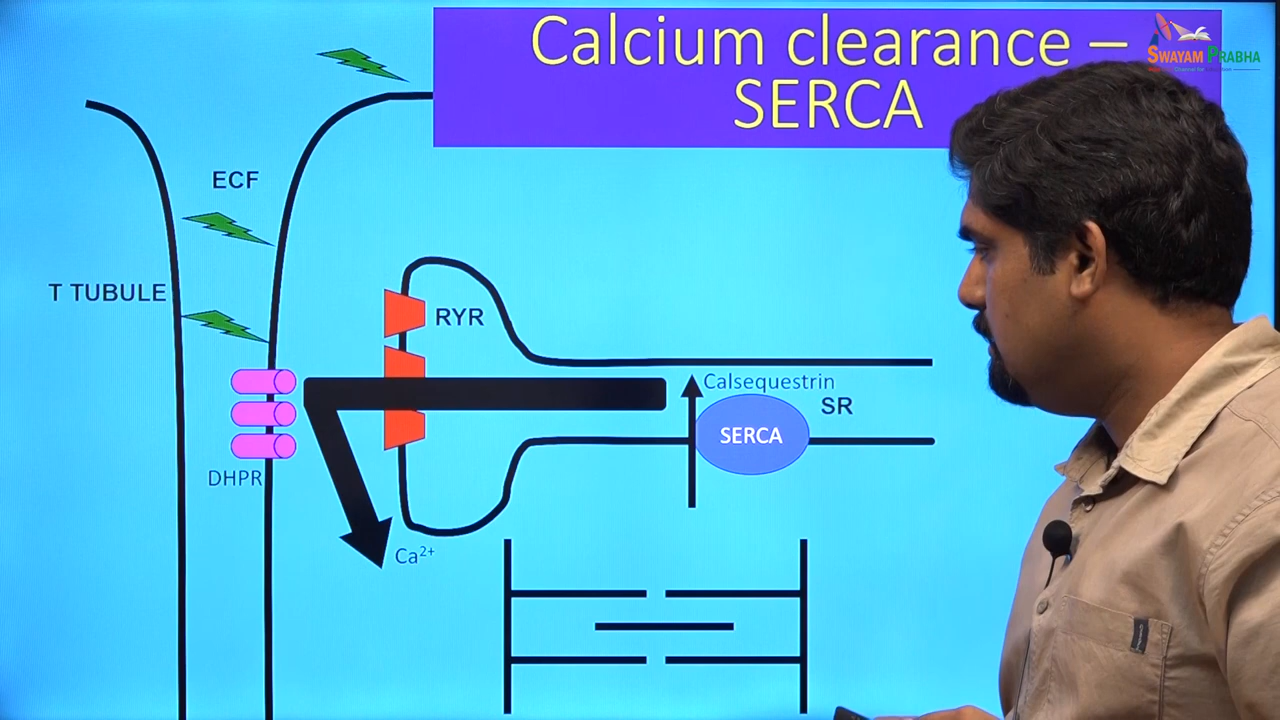 Calcium clearance –
SERCA
SWAYAM PRABHA
ECF
T TUBULE
RYR
Calsequestrin
SR
SERCA
DHPR
Ca²⁺